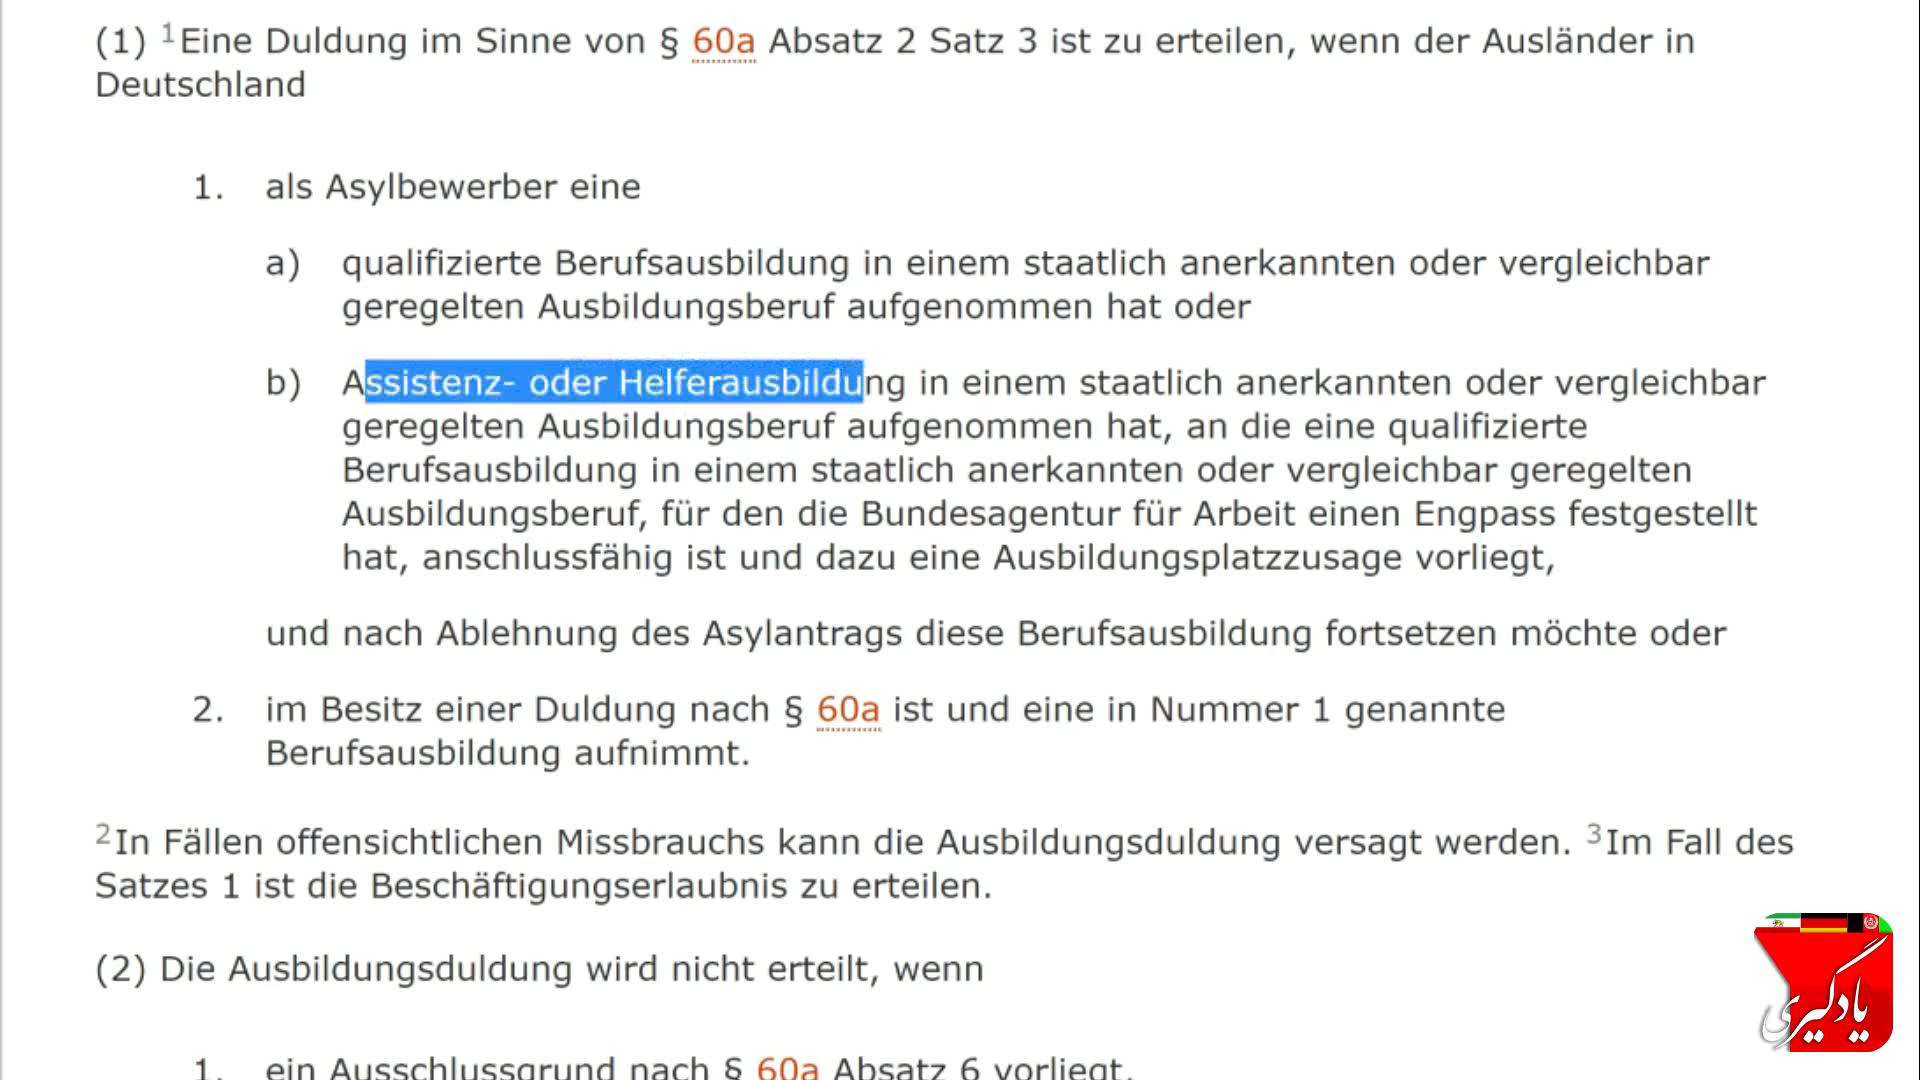 (1) ¹Eine Duldung im Sinne von § 60a Absatz 2 Satz 3 ist zu erteilen, wenn der Ausländer in
Deutschland
1. als Asylbewerber eine
a) qualifizierte Berufsausbildung in einem staatlich anerkannten oder vergleichbar
geregelten Ausbildungsberuf aufgenommen hat oder
b) Assistenz- oder Helferausbildung in einem staatlich anerkannten oder vergleichbar
geregelten Ausbildungsberuf aufgenommen hat, an die eine qualifizierte
Berufsausbildung in einem staatlich anerkannten oder vergleichbar geregelten
Ausbildungsberuf, für den die Bundesagentur für Arbeit einen Engpass festgestellt
hat, anschlussfähig ist und dazu eine Ausbildungsplatzzusage vorliegt,
und nach Ablehnung des Asylantrags diese Berufsausbildung fortsetzen möchte oder
2. im Besitz einer Duldung nach § 60a ist und eine in Nummer 1 genannte
Berufsausbildung aufnimmt.
²In Fällen offensichtlichen Missbrauchs kann die Ausbildungsduldung versagt werden. ³Im Fall des
Satzes 1 ist die Beschäftigungserlaubnis zu erteilen.
(2) Die Ausbildungsduldung wird nicht erteilt, wenn
1. ein Ausschlussgrund nach § 60a Absatz 6 vorliegt,
یادگیری